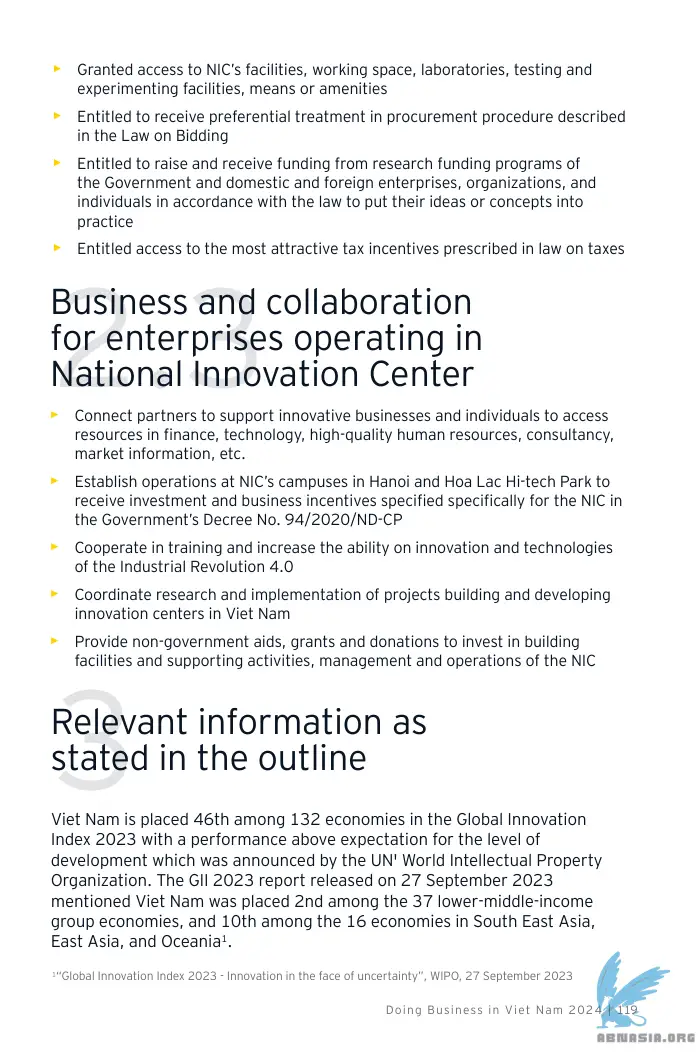 ► Granted access to NIC's facilities, working space, laboratories, testing and
experimenting facilities, means or amenities
► Entitled to receive preferential treatment in procurement procedure described
in the Law on Bidding
► Entitled to raise and receive funding from research funding programs of
the Government and domestic and foreign enterprises, organizations, and
individuals in accordance with the law to put their ideas or concepts into
practice
► Entitled access to the most attractive tax incentives prescribed in law on taxes
2.3
Business and collaboration
for enterprises operating in
National Innovation Center
► Connect partners to support innovative businesses and individuals to access
resources in finance, technology, high-quality human resources, consultancy,
market information, etc.
► Establish operations at NIC's campuses in Hanoi and Hoa Lac Hi-tech Park to
receive investment and business incentives specified specifically for the NIC in
the Government's Decree No. 94/2020/ND-CP
► Cooperate in training and increase the ability on innovation and technologies
of the Industrial Revolution 4.0
► Coordinate research and implementation of projects building and developing
innovation centers in Viet Nam
► Provide non-government aids, grants and donations to invest in building
facilities and supporting activities, management and operations of the NIC
3
Relevant information as
stated in the outline
Viet Nam is placed 46th among 132 economies in the Global Innovation
Index 2023 with a performance above expectation for the level of
development which was announced by the UN' World Intellectual Property
Organization. The GII 2023 report released on 27 September 2023
mentioned Viet Nam was placed 2nd among the 37 lower-middle-income
group economies, and 10th among the 16 economies in South East Asia,
East Asia, and Oceania¹.
¹"Global Innovation Index 2023 - Innovation in the face of uncertainty", WIPO, 27 September 2023
Doing Business in Viet Nam 2024 | 119
ABNASIA.ORG